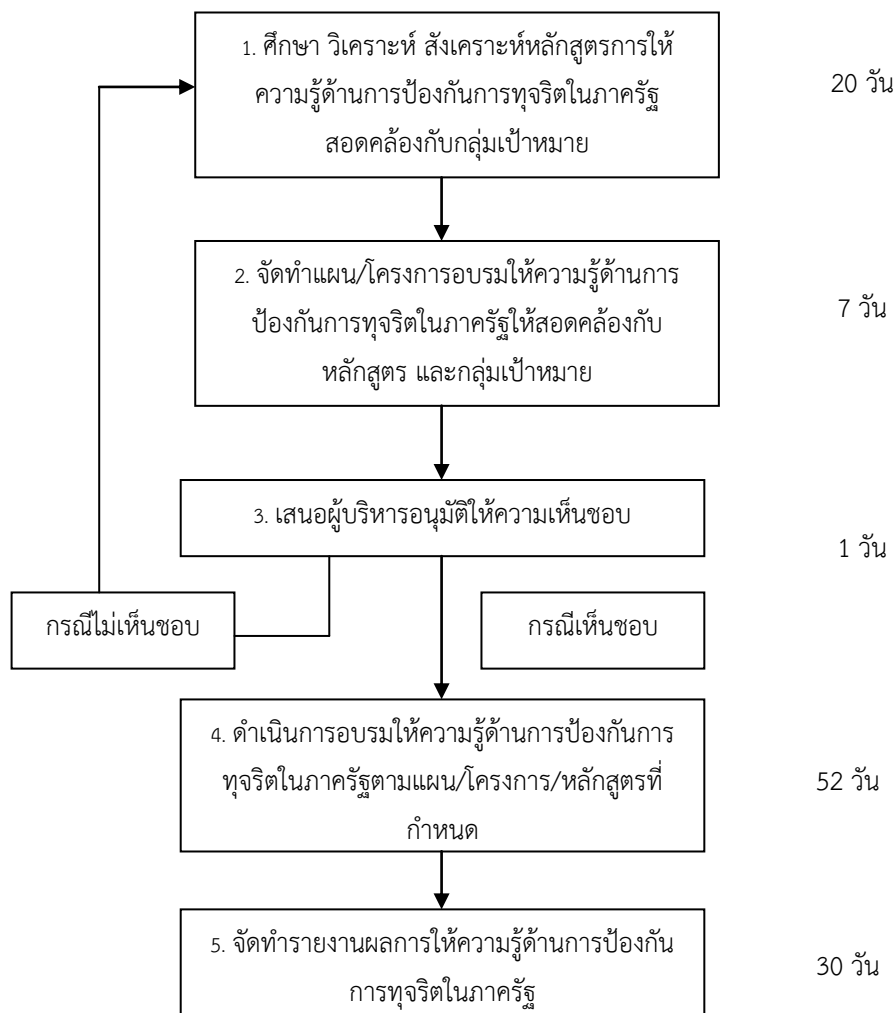 1. ศึกษา วิเคราะห์ สังเคราะห์หลักสูตรการให้
ความรู้ด้านการป้องกันการทุจริตในภาครัฐ
สอดคล้องกับกลุ่มเป้าหมาย
20 วัน
2. จัดทำแผน/โครงการอบรมให้ความรู้ด้านการ
ป้องกันการทุจริตในภาครัฐให้สอดคล้องกับ
หลักสูตร และกลุ่มเป้าหมาย
7 วัน
3. เสนอผู้บริหารอนุมัติให้ความเห็นชอบ
1 วัน
กรณีไม่เห็นชอบ
กรณีเห็นชอบ
4. ดำเนินการอบรมให้ความรู้ด้านการป้องกันการ
ทุจริตในภาครัฐตามแผน/โครงการ/หลักสูตรที่
กำหนด
52 วัน
5. จัดทำรายงานผลการให้ความรู้ด้านการป้องกัน
การทุจริตในภาครัฐ
30 วัน